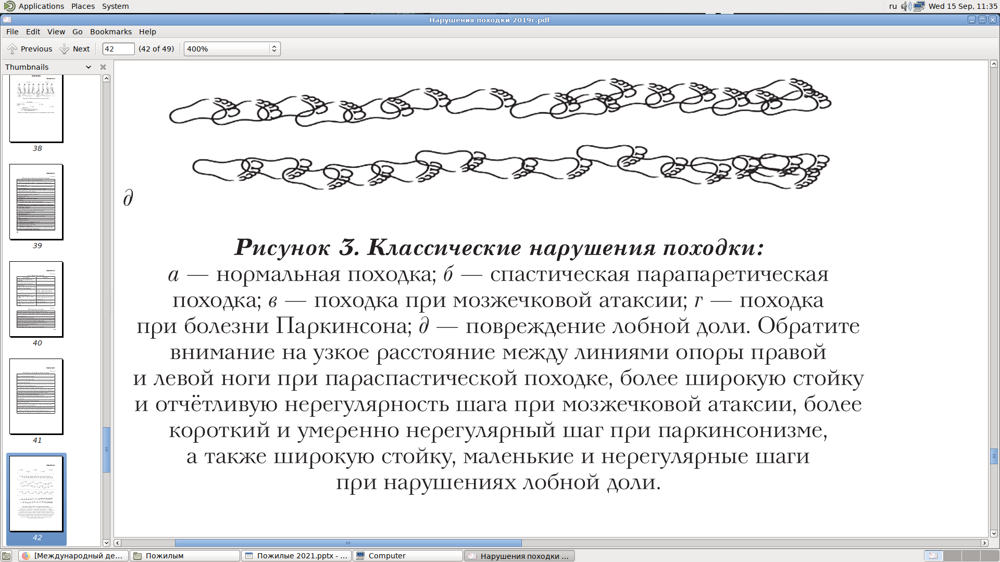 Applications Places System
ru Wed 15 Sep, 11:35
Нарушения походки 2019г.pdf
File Edit View Go Bookmarks Help
Previous Next 42 (42 of 49) 400%
Thumbnails
38
39
40
41
42
д
Рисунок 3. Классические нарушения походки:
а — нормальная походка; б — спастическая парапаретическая
походка; в — походка при мозжечковой атаксии; г — походка
при болезни Паркинсона; д — повреждение лобной доли. Обратите
внимание на узкое расстояние между линиями опоры правой
и левой ноги при параспастической походке, более широкую стойку
и отчётливую нерегулярность шага при мозжечковой атаксии, более
короткий и умеренно нерегулярный шаг при паркинсонизме,
а также широкую стойку, маленькие и нерегулярные шаги
при нарушениях лобной доли.
[Международный де... Пожилым Пожилые 2021.pptx - ... Computer Нарушения походки ...